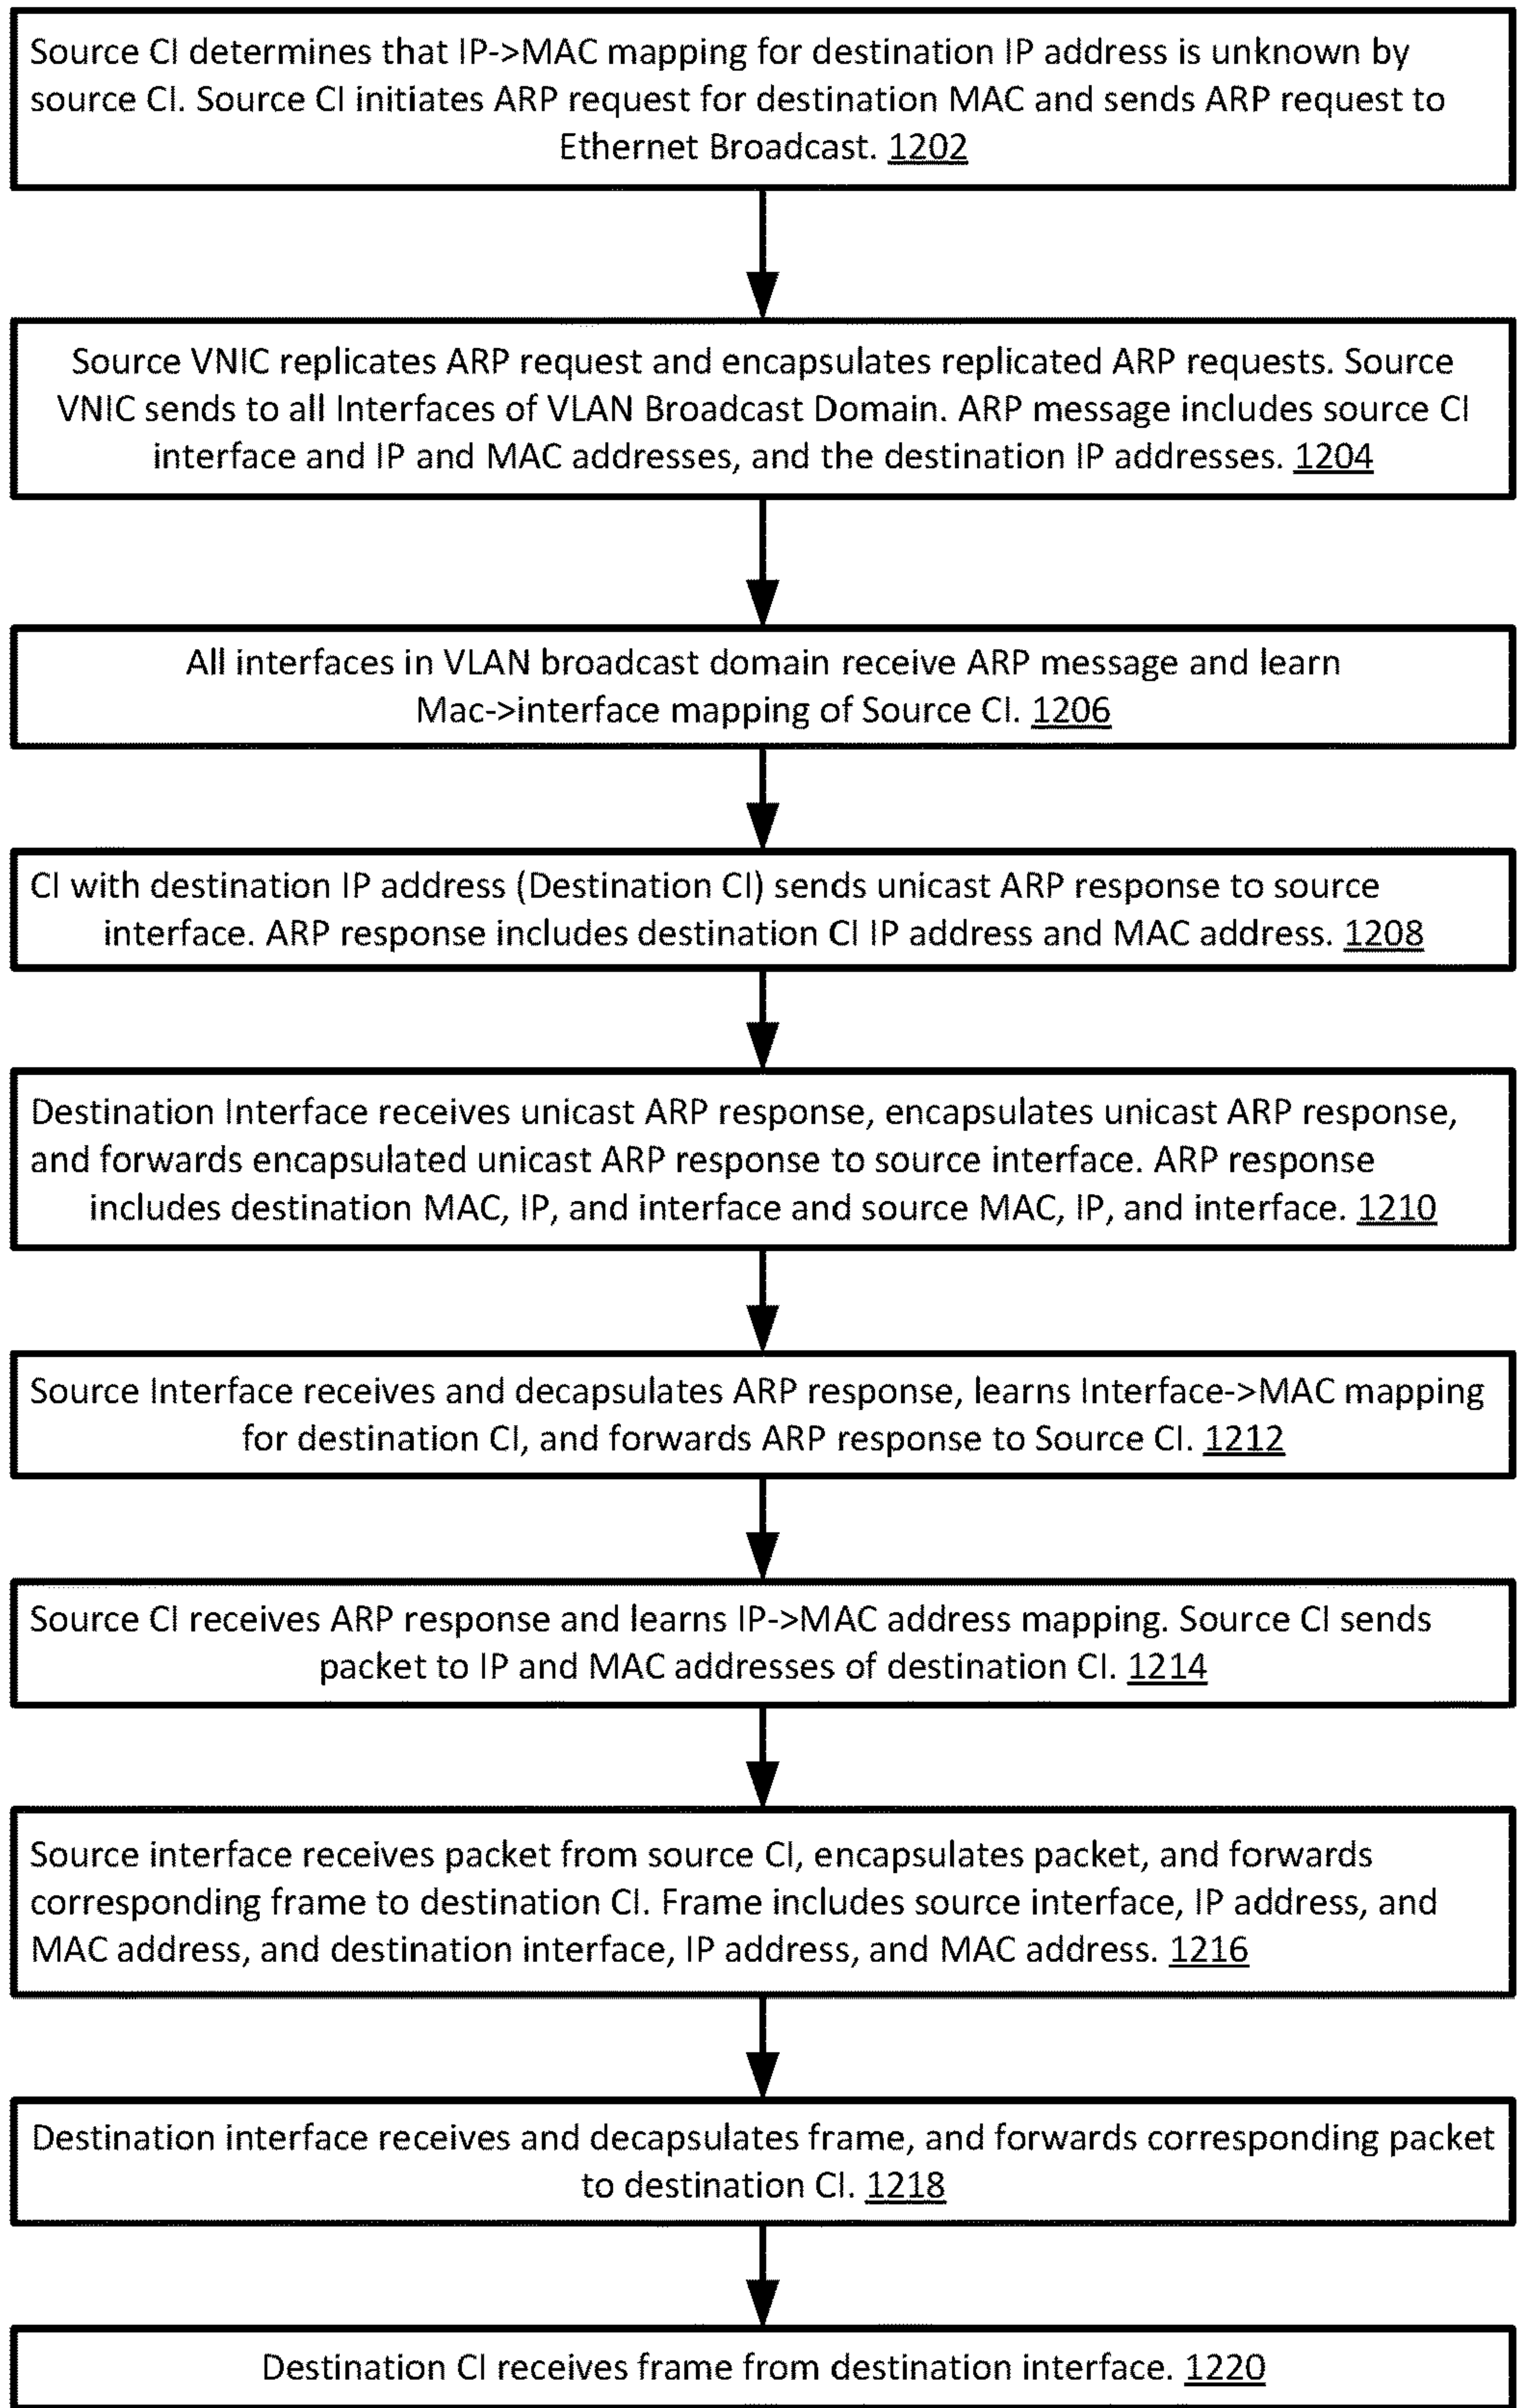 Source CI determines that IP->MAC mapping for destination IP address is unknown by
source CI. Source CI initiates ARP request for destination MAC and sends ARP request to
Ethernet Broadcast. 1202
Source VNIC replicates ARP request and encapsulates replicated ARP requests. Source
VNIC sends to all Interfaces of VLAN Broadcast Domain. ARP message includes source CI
interface and IP and MAC addresses, and the destination IP addresses. 1204
All interfaces in VLAN broadcast domain receive ARP message and learn
Mac->interface mapping of Source CI. 1206
CI with destination IP address (Destination CI) sends unicast ARP response to source
interface. ARP response includes destination CI IP address and MAC address. 1208
Destination Interface receives unicast ARP response, encapsulates unicast ARP response,
and forwards encapsulated unicast ARP response to source interface. ARP response
includes destination MAC, IP, and interface and source MAC, IP, and interface. 1210
Source Interface receives and decapsulates ARP response, learns Interface->MAC mapping
for destination CI, and forwards ARP response to Source CI. 1212
Source CI receives ARP response and learns IP->MAC address mapping. Source CI sends
packet to IP and MAC addresses of destination CI. 1214
Source interface receives packet from source CI, encapsulates packet, and forwards
corresponding frame to destination CI. Frame includes source interface, IP address, and
MAC address, and destination interface, IP address, and MAC address. 1216
Destination interface receives and decapsulates frame, and forwards corresponding packet
to destination CI. 1218
Destination CI receives frame from destination interface. 1220